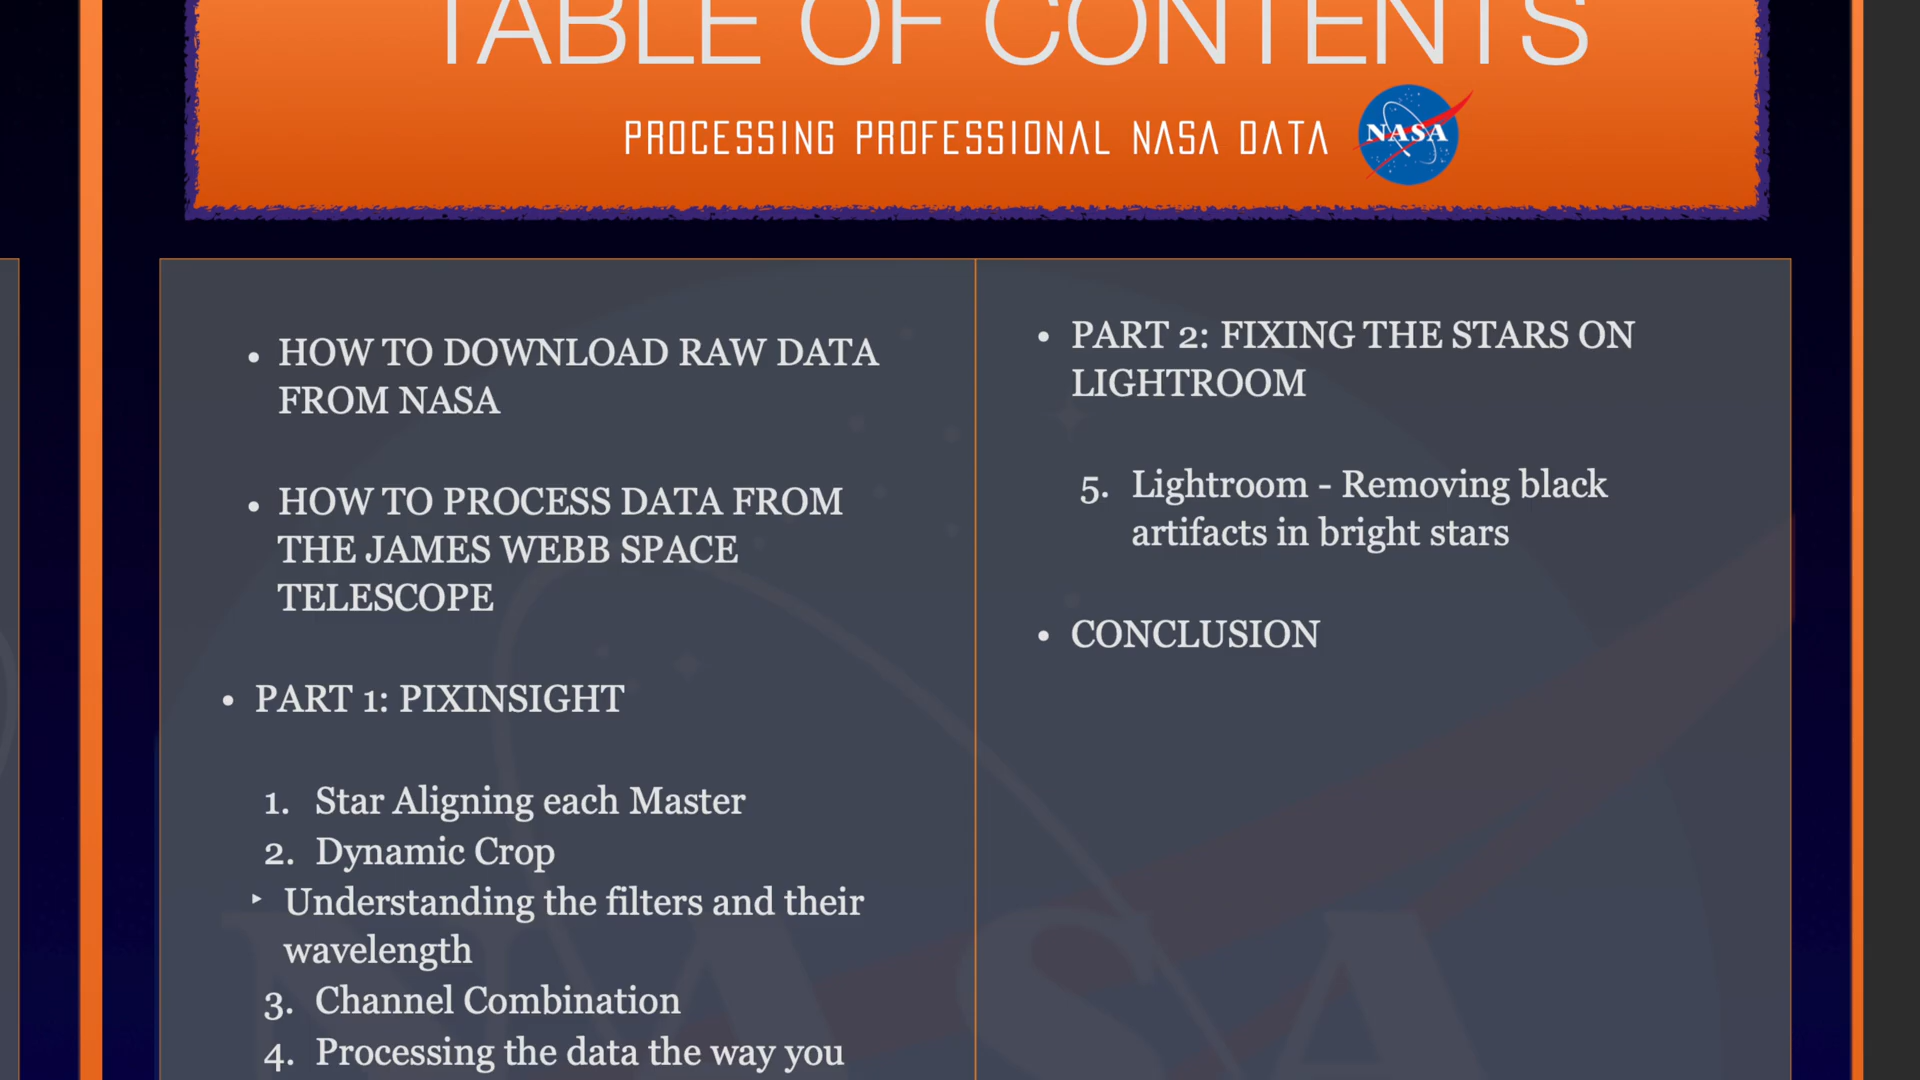 TABLE OF CONTENTS
PROCESSING PROFESSIONAL NASA DATA
NASA
• HOW TO DOWNLOAD RAW DATA
FROM NASA
• HOW TO PROCESS DATA FROM
THE JAMES WEBB SPACE
TELESCOPE
• PART 1: PIXINSIGHT
1. Star Aligning each Master
2. Dynamic Crop
‣ Understanding the filters and their
wavelength
3. Channel Combination
4. Processing the data the way you
• PART 2: FIXING THE STARS ON
LIGHTROOM
5. Lightroom - Removing black
artifacts in bright stars
• CONCLUSION
NASA